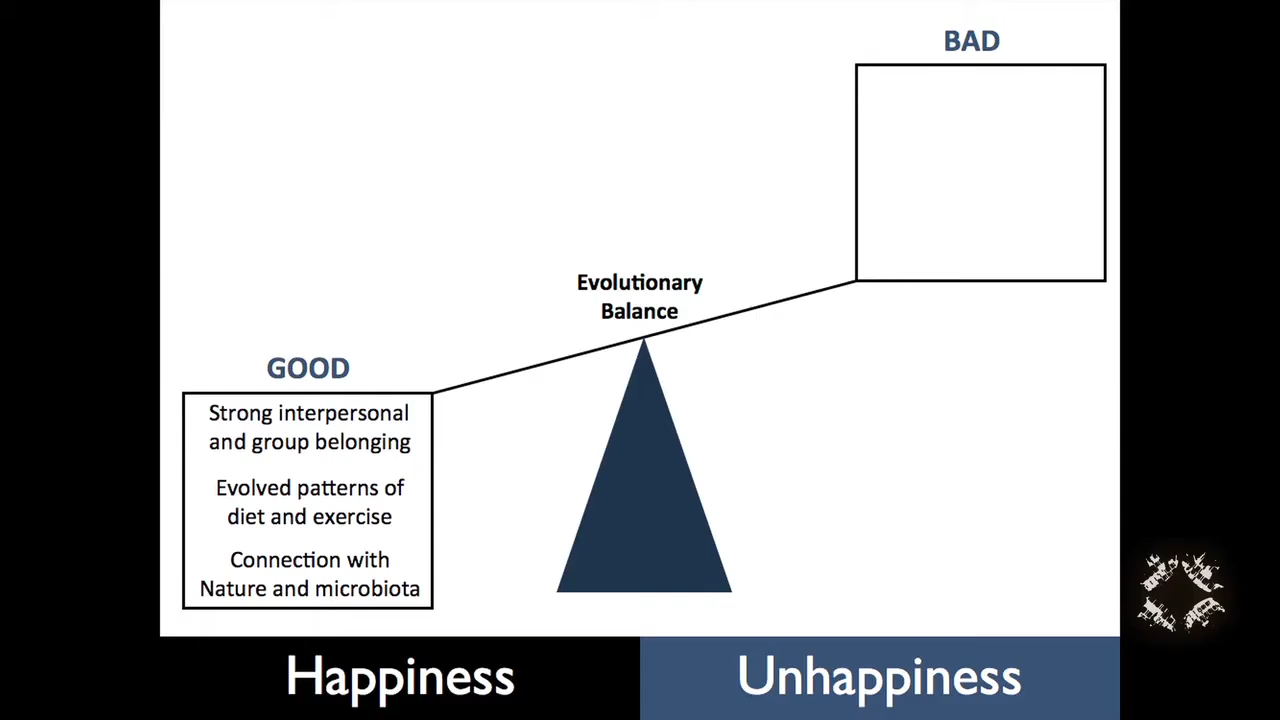 BAD
Evolutionary
Balance
GOOD
Strong interpersonal
and group belonging
Evolved patterns of
diet and exercise
Connection with
Nature and microbiota
Happiness
Unhappiness